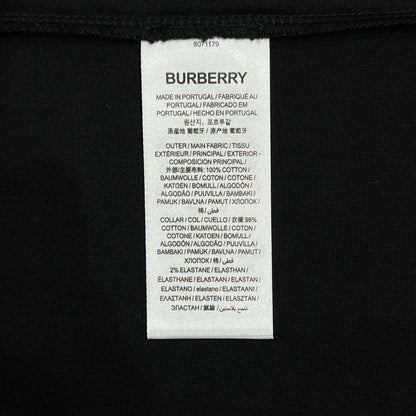 8071179
BURBERRY
MADE IN PORTUGAL / FABRIQUÉ AU
PORTUGAL / FABRICADO EM
PORTUGAL / HECHO EN PORTUGAL
원산지: 포르투갈
原産地 葡萄牙 / 原产地 葡萄牙
OUTER / MAIN FABRIC / TISSU
EXTÉRIEUR / PRINCIPAL / EXTERIOR -
COMPOSICION PRINCIPAL /
外部/主要布料: 100% COTTON /
BAUMWOLLE / COTON / COTONE /
KATOEN / BOMULL / ALGODÓN /
ALGODÃO / PUUVILLA / BAMBAKI /
PAMUK / BAVLNA / PAMUT / ХЛОПОК
/ 棉 / قطن /
COLLAR / COL / CUELLO / 衣領: 98%
COTTON / BAUMWOLLE / COTON /
COTONE / KATOEN / BOMULL /
ALGODÓN / ALGODÃO / PUUVILLA /
BAMBAKI / PAMUK / BAVLNA / PAMUT /
ХЛОПОК / 棉 / قطن /
2% ELASTANE / ELASTHAN /
ÉLASTHANNE / ELASTAAN / ELASTAN /
ELASTANO / elastano / ELASTAANI /
ΕΛΑΣΤΑΝΗ / ELASTEN / ELASZTÁN /
ЭЛАСТАН /